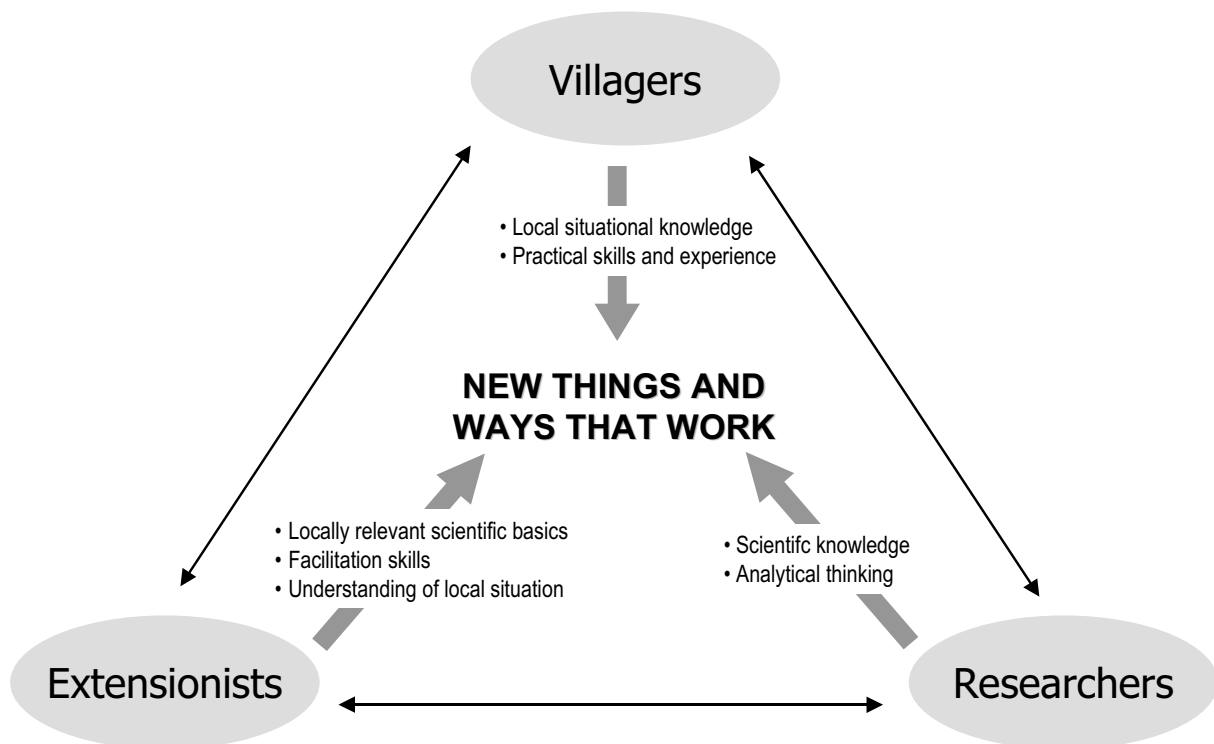 Villagers
• Local situational knowledge
• Practical skills and experience
NEW THINGS AND
WAYS THAT WORK
• Locally relevant scientific basics
• Facilitation skills
• Understanding of local situation
• Scientifc knowledge
• Analytical thinking
Extensionists
Researchers